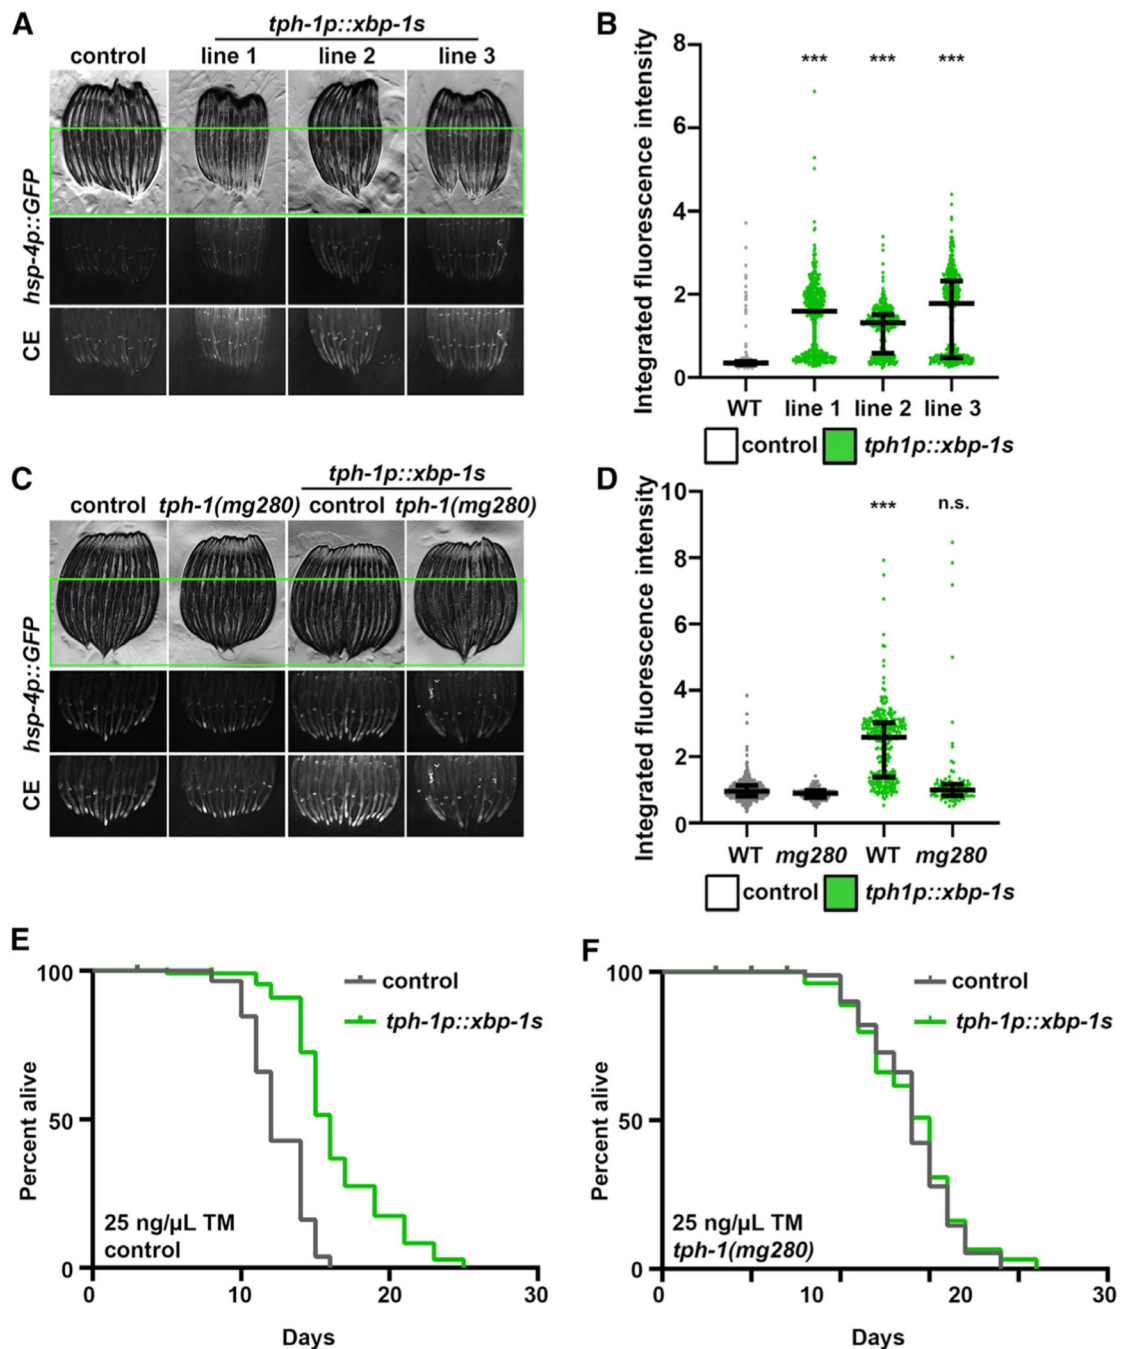 A
tph-1p::xbp-1s
control line 1 line 2 line 3
hsp-4p::GFP
CE
B
Integrated fluorescence intensity
8
6
4
2
0
*** *** ***
WT line 1 line 2 line 3
control tph1p::xbp-1s
C
tph-1p::xbp-1s
control tph-1(mg280) control tph-1(mg280)
hsp-4p::GFP
CE
D
Integrated fluorescence intensity
10
8
6
4
2
0
*** n.s.
WT mg280 WT mg280
control tph1p::xbp-1s
E
Percent alive
100
50
0
control
tph-1p::xbp-1s
25 ng/µL TM
control
0 10 20 30
Days
F
Percent alive
100
50
0
control
tph-1p::xbp-1s
25 ng/µL TM
tph-1(mg280)
0 10 20 30
Days